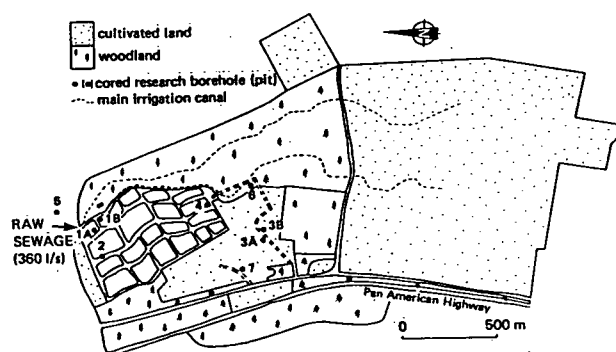 cultivated land
woodland
cored research borehole (pit)
main irrigation canal
N
5
RAW
SEWAGE
(360 l/s)
1A
1B
2
4
6
3B
3A
7
Pan American Highway
0 500 m